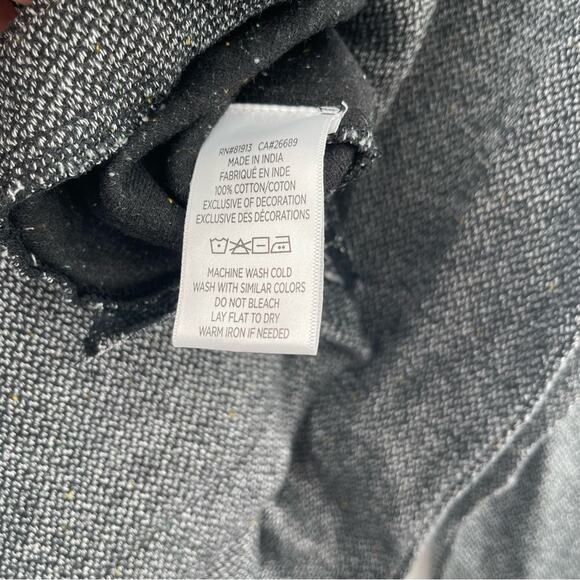 RN#81913 CA#26689
MADE IN INDIA
FABRIQUÉ EN INDE
100% COTTON/COTON
EXCLUSIVE OF DECORATION
EXCLUSIVE DES DÉCORATIONS
MACHINE WASH COLD
WASH WITH SIMILAR COLORS
DO NOT BLEACH
LAY FLAT TO DRY
WARM IRON IF NEEDED